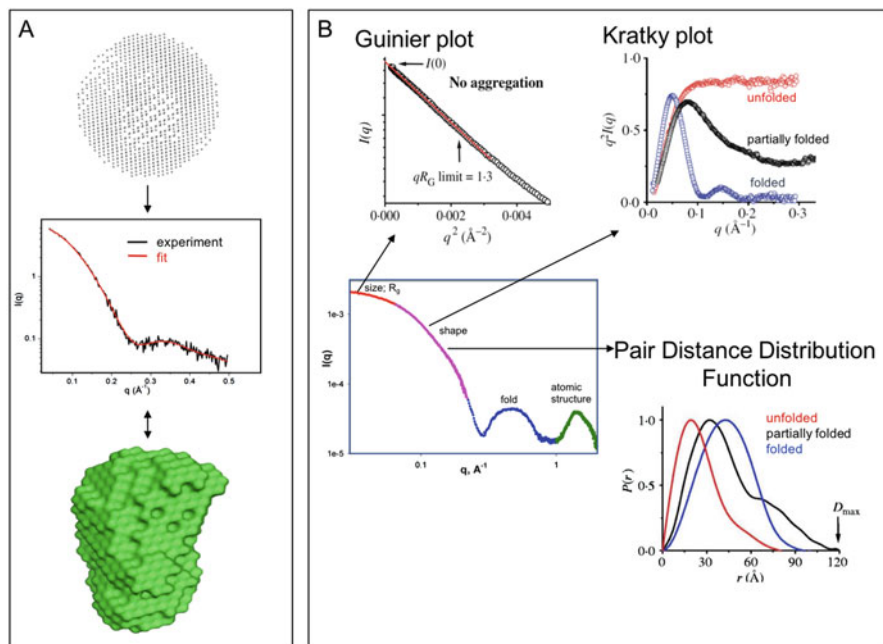 A
1
0.1
I(q)
experiment
fit
0.1
0.2
0.3
0.4
0.5
q (Å⁻¹)
B
Guinier plot
I(0)
No aggregation
I(q)
qR_G limit = 1·3
0·000
0·002
0·004
q² (Å⁻²)
Kratky plot
1·0
0·5
0·0
q²I(q)
unfolded
partially folded
folded
0·0
0·1
0·2
0·3
q (Å⁻¹)
size; R_g
1e-3
shape
I(q)
1e-4
fold
atomic
structure
1e-5
0.1
1
q, A⁻¹
Pair Distance Distribution
Function
1·0
unfolded
partially folded
folded
P(r)
0·5
D_max
0·0
0
30
60
90
120
r (Å)